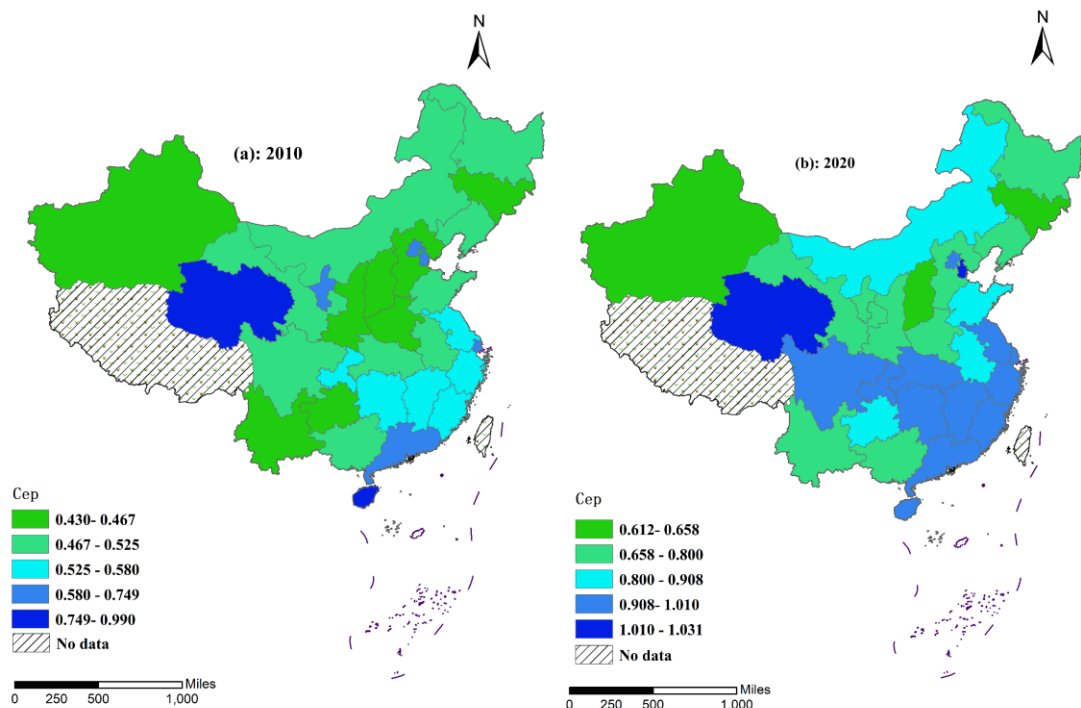 N
(a): 2010
Cep
0.430- 0.467
0.467 - 0.525
0.525 - 0.580
0.580 - 0.749
0.749- 0.990
No data
Miles
0 250 500 1,000
N
(b): 2020
Cep
0.612- 0.658
0.658 - 0.800
0.800 - 0.908
0.908- 1.010
1.010 - 1.031
No data
Miles
0 250 500 1,000